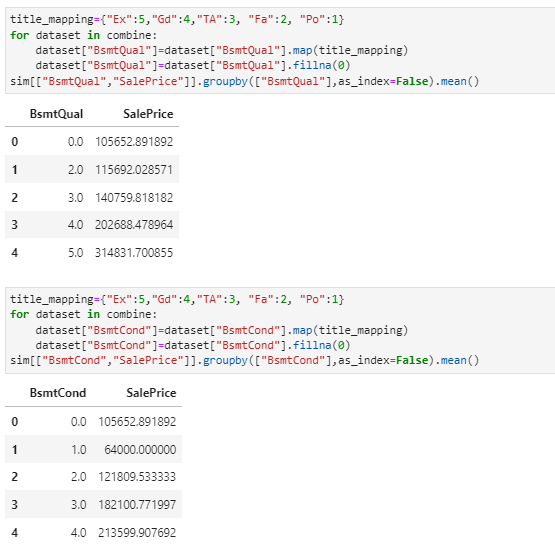 title_mapping={"Ex":5,"Gd":4,"TA":3, "Fa":2, "Po":1}
for dataset in combine:
    dataset["BsmtQual"]=dataset["BsmtQual"].map(title_mapping)
    dataset["BsmtQual"]=dataset["BsmtQual"].fillna(0)
sim[["BsmtQual","SalePrice"]].groupby(["BsmtQual"],as_index=False).mean()
BsmtQual SalePrice
0 0.0 105652.891892
1 2.0 115692.028571
2 3.0 140759.818182
3 4.0 202688.478964
4 5.0 314831.700855
title_mapping={"Ex":5,"Gd":4,"TA":3, "Fa":2, "Po":1}
for dataset in combine:
    dataset["BsmtCond"]=dataset["BsmtCond"].map(title_mapping)
    dataset["BsmtCond"]=dataset["BsmtCond"].fillna(0)
sim[["BsmtCond","SalePrice"]].groupby(["BsmtCond"],as_index=False).mean()
BsmtCond SalePrice
0 0.0 105652.891892
1 1.0 64000.000000
2 2.0 121809.533333
3 3.0 182100.771997
4 4.0 213599.907692